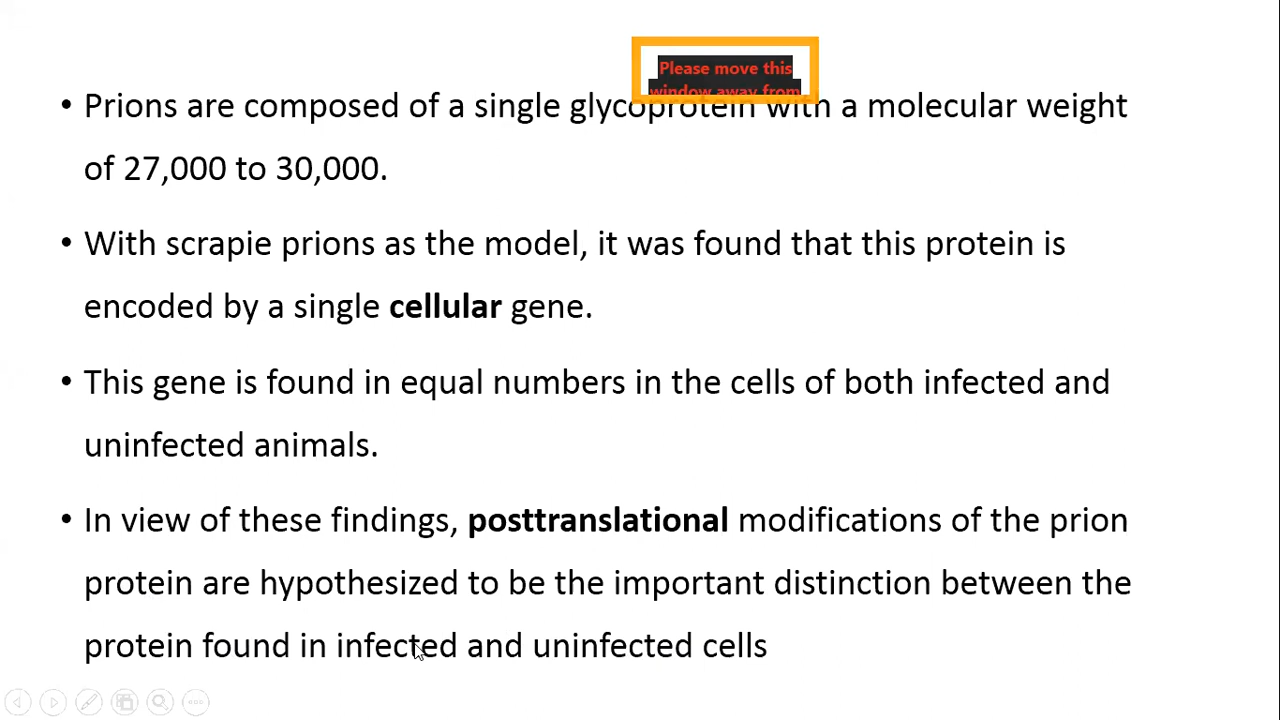 Please move this
window away from
• Prions are composed of a single glycoprotein with a molecular weight
of 27,000 to 30,000.
• With scrapie prions as the model, it was found that this protein is
encoded by a single cellular gene.
• This gene is found in equal numbers in the cells of both infected and
uninfected animals.
• In view of these findings, posttranslational modifications of the prion
protein are hypothesized to be the important distinction between the
protein found in infected and uninfected cells